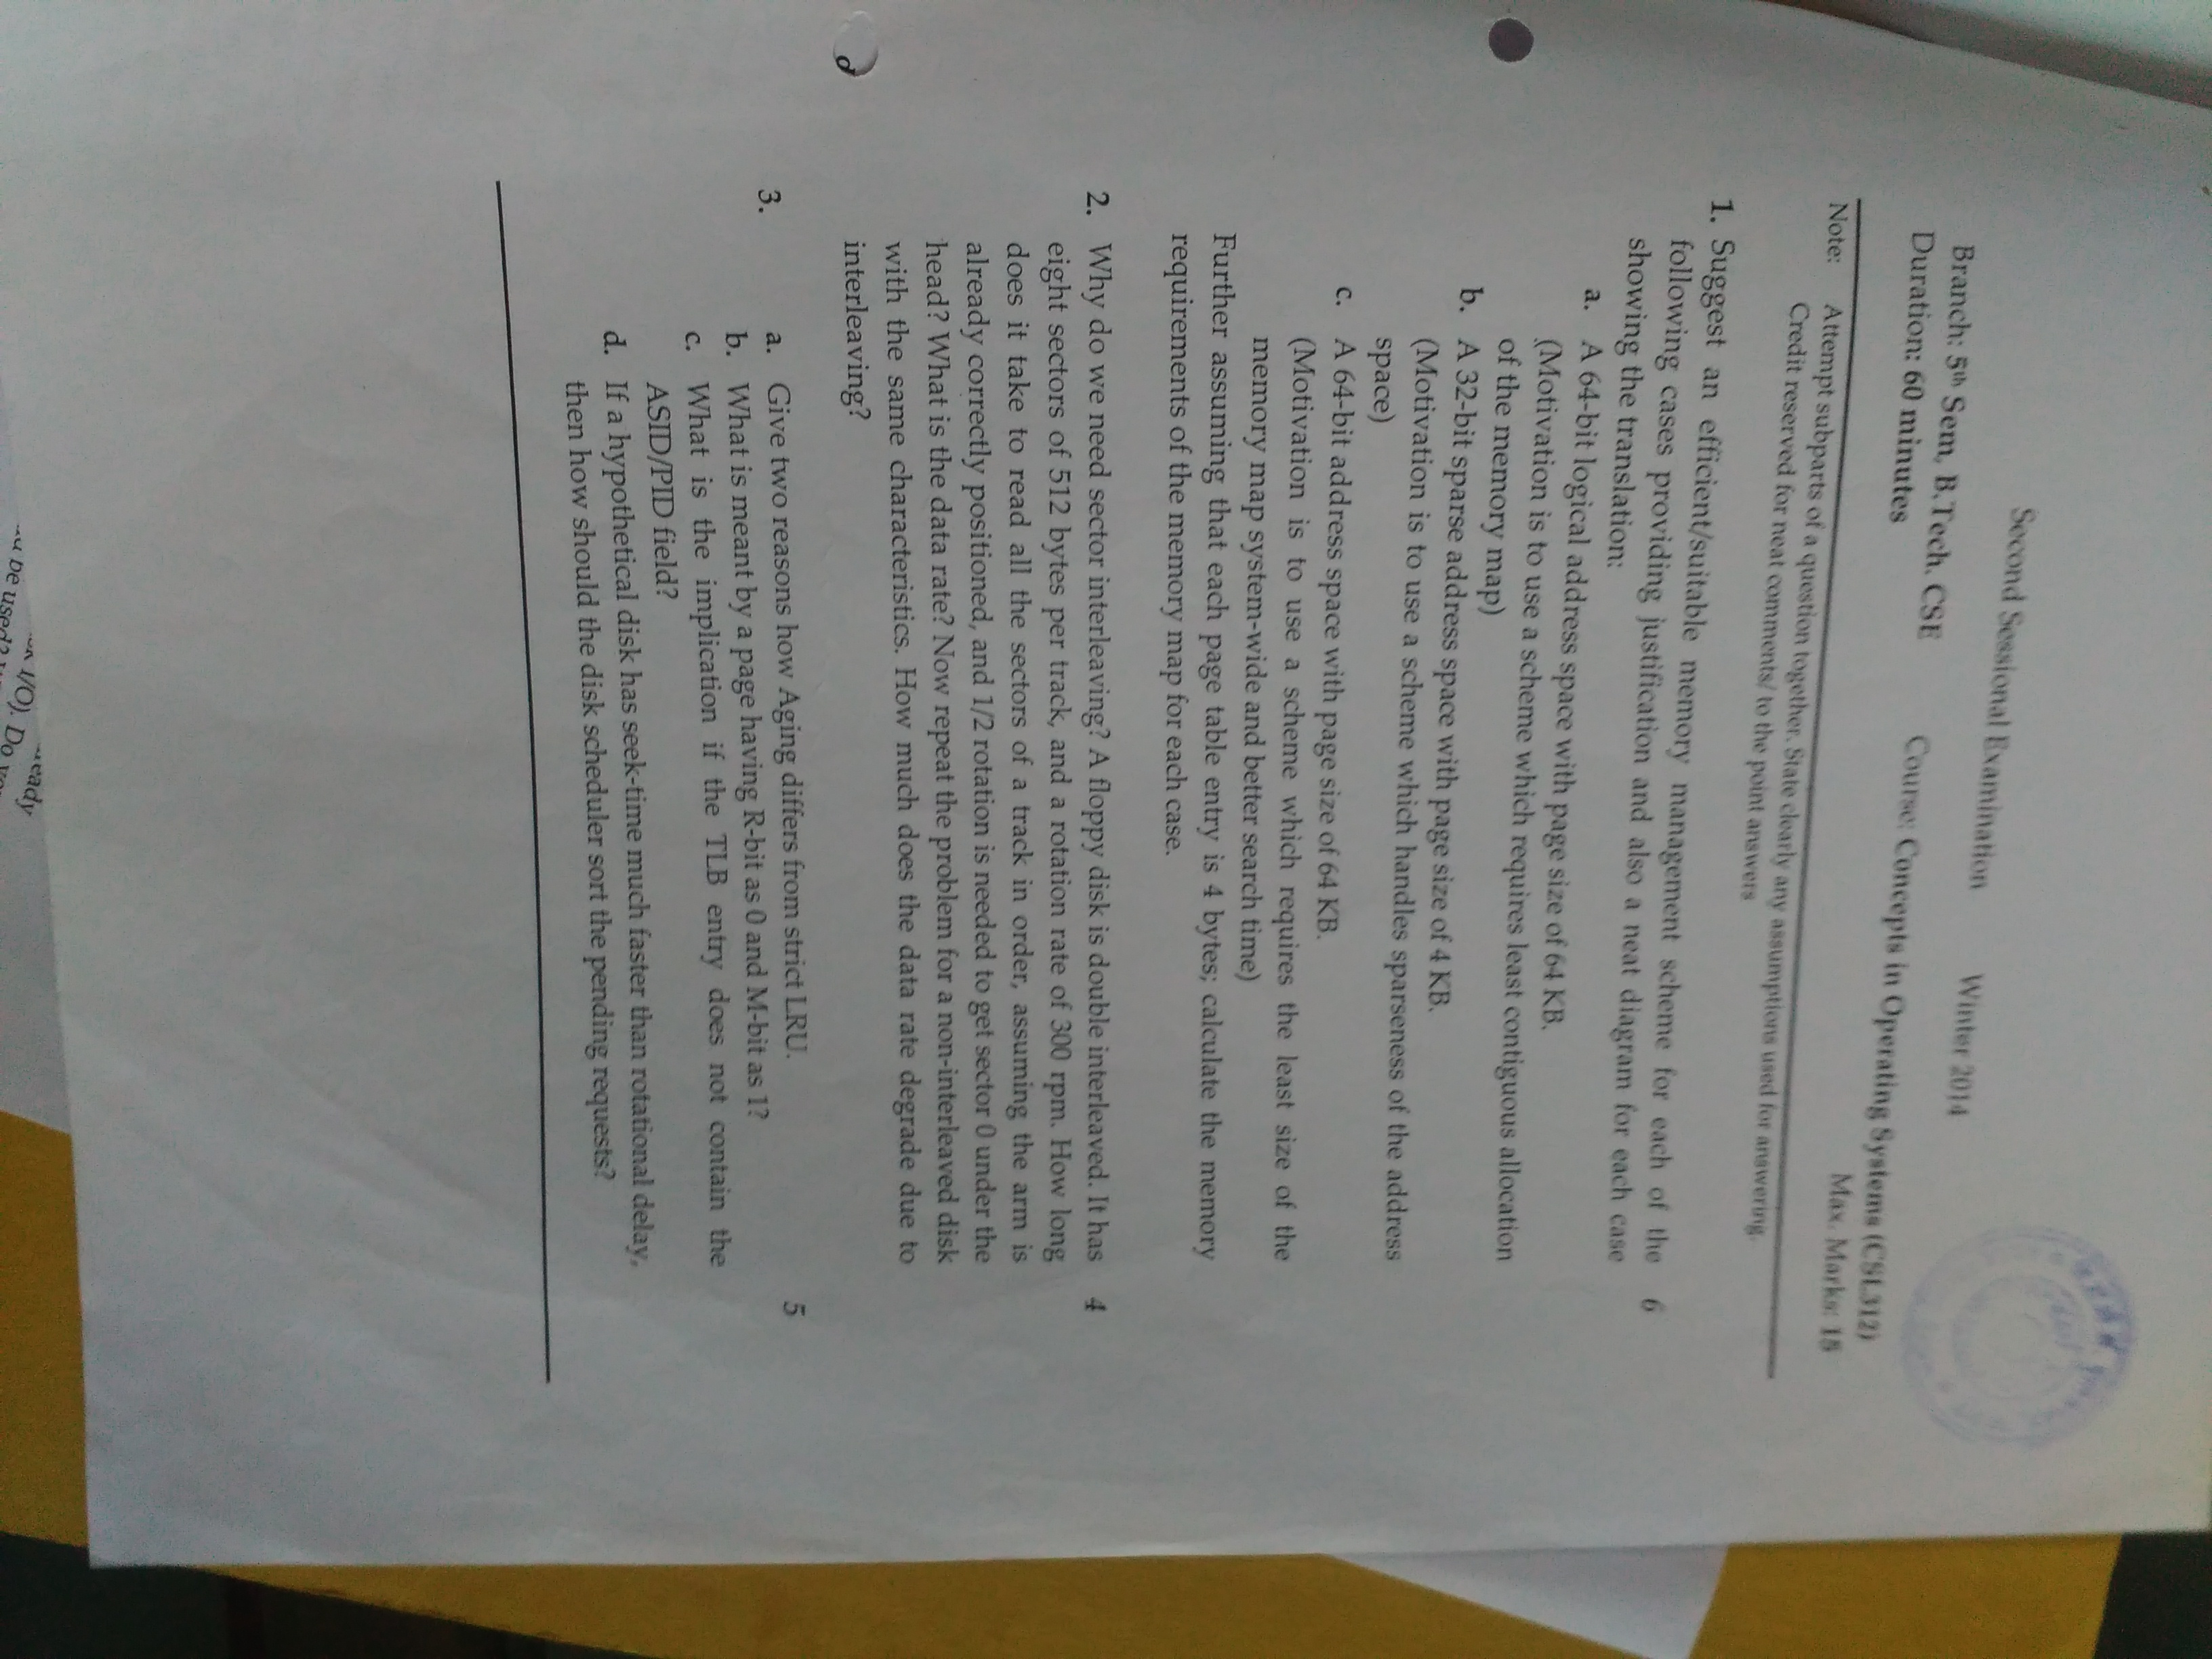 Second Sessional Examination Winter 2014
Branch: 5th Sem, B.Tech. CSE Course: Concepts in Operating Systems (CSL312)
Duration: 60 minutes Max. Marks: 15
Note: Attempt subparts of a question together. State clearly any assumptions used for answering.
Credit reserved for neat comments/ to the point answers
1. Suggest an efficient/suitable memory management scheme for each of the 6
following cases providing justification and also a neat diagram for each case
showing the translation:
a. A 64-bit logical address space with page size of 64 KB.
(Motivation is to use a scheme which requires least contiguous allocation
of the memory map)
b. A 32-bit sparse address space with page size of 4 KB.
(Motivation is to use a scheme which handles sparseness of the address
space)
c. A 64-bit address space with page size of 64 KB.
(Motivation is to use a scheme which requires the least size of the
memory map system-wide and better search time)
Further assuming that each page table entry is 4 bytes; calculate the memory
requirements of the memory map for each case.
2. Why do we need sector interleaving? A floppy disk is double interleaved. It has 4
eight sectors of 512 bytes per track, and a rotation rate of 300 rpm. How long
does it take to read all the sectors of a track in order, assuming the arm is
already correctly positioned, and 1/2 rotation is needed to get sector 0 under the
head? What is the data rate? Now repeat the problem for a non-interleaved disk
with the same characteristics. How much does the data rate degrade due to
interleaving?
3. a. Give two reasons how Aging differs from strict LRU. 5
b. What is meant by a page having R-bit as 0 and M-bit as 1?
c. What is the implication if the TLB entry does not contain the
ASID/PID field?
d. If a hypothetical disk has seek-time much faster than rotational delay,
then how should the disk scheduler sort the pending requests?
I/O). Do
be used?